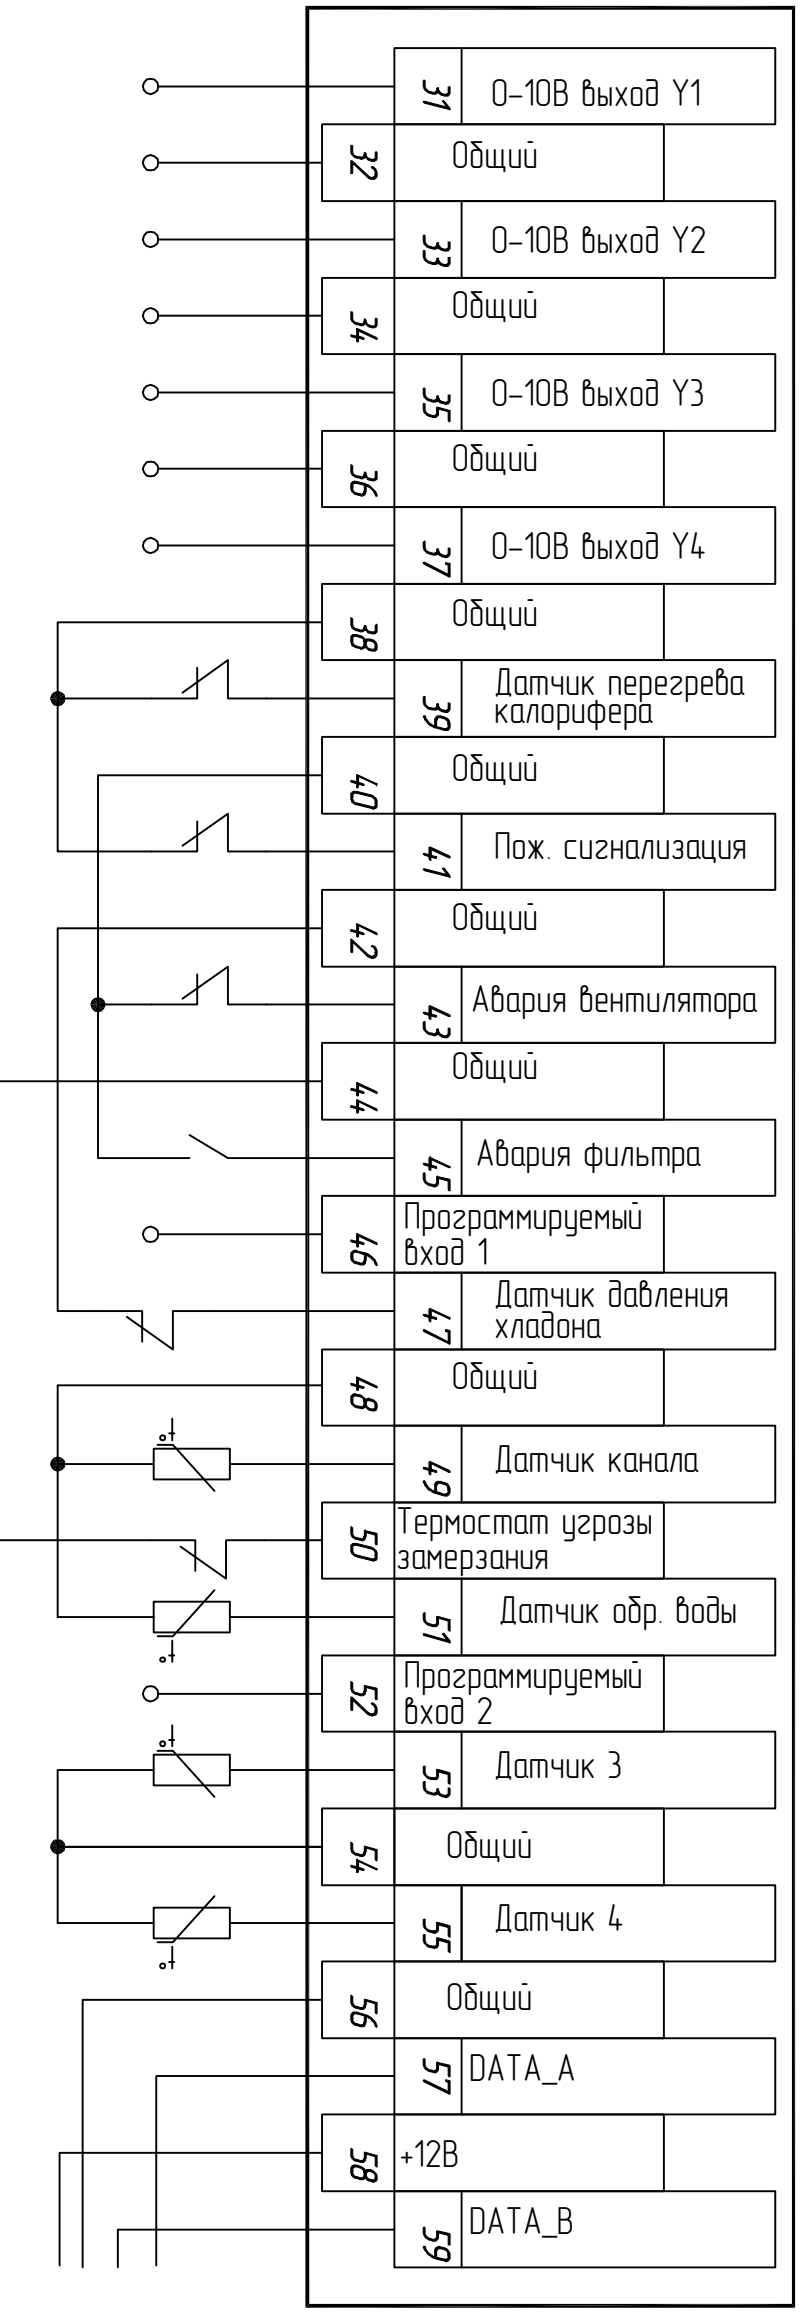 31 0-10В выход Y1
32 Общий
33 0-10В выход Y2
34 Общий
35 0-10В выход Y3
36 Общий
37 0-10В выход Y4
38 Общий
39 Датчик перегрева
калорифера
40 Общий
41 Пож. сигнализация
42 Общий
43 Авария вентилятора
44 Общий
45 Авария фильтра
46 Программируемый
вход 1
47 Датчик давления
хладона
48 Общий
t°
49 Датчик канала
50 Термостат угрозы
замерзания
51 Датчик обр. воды
t°
52 Программируемый
вход 2
t°
53 Датчик 3
54 Общий
55 Датчик 4
t°
56 Общий
57 DATA_A
58 +12В
59 DATA_B